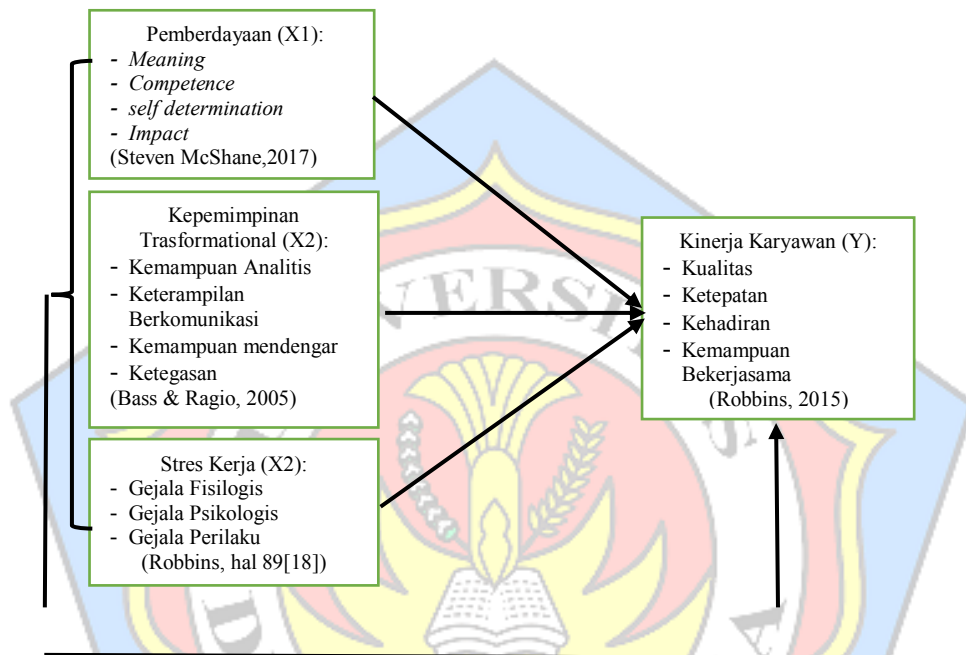 Pemberdayaan (X1):
- Meaning
- Competence
- self determination
- Impact
(Steven McShane,2017)
Kepemimpinan
Trasformational (X2):
- Kemampuan Analitis
- Keterampilan
Berkomunikasi
- Kemampuan mendengar
- Ketegasan
(Bass & Ragio, 2005)
Stres Kerja (X2):
- Gejala Fisilogis
- Gejala Psikologis
- Gejala Perilaku
(Robbins, hal 89[18])
Kinerja Karyawan (Y):
- Kualitas
- Ketepatan
- Kehadiran
- Kemampuan
Bekerjasama
(Robbins, 2015)